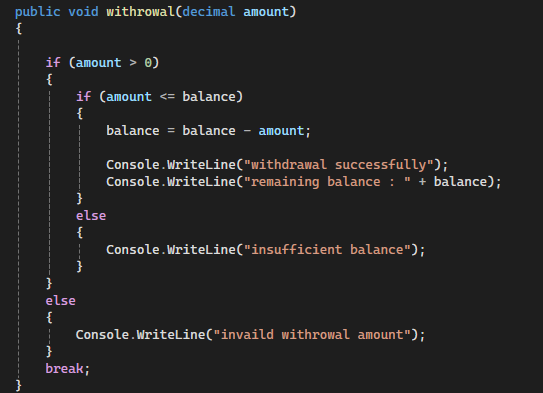 public void withrowal(decimal amount)
{
if (amount > 0)
{
if (amount <= balance)
{
balance = balance - amount;
Console.WriteLine("withdrawal successfully");
Console.WriteLine("remaining balance : " + balance);
}
else
{
Console.WriteLine("insufficient balance");
}
}
else
{
Console.WriteLine("invaild withrowal amount");
}
break;
}